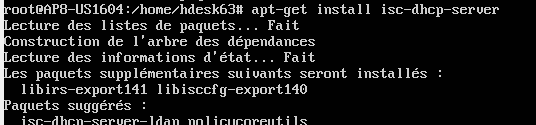 root@AP8-US1604:/home/hdesk63# apt-get install isc-dhcp-server
Lecture des listes de paquets... Fait
Construction de l'arbre des dépendances
Lecture des informations d'état... Fait
Les paquets supplémentaires suivants seront installés :
libirs-export141 libisccfg-export140
Paquets suggérés :
isc-dhcp-server-ldap policycoreutils